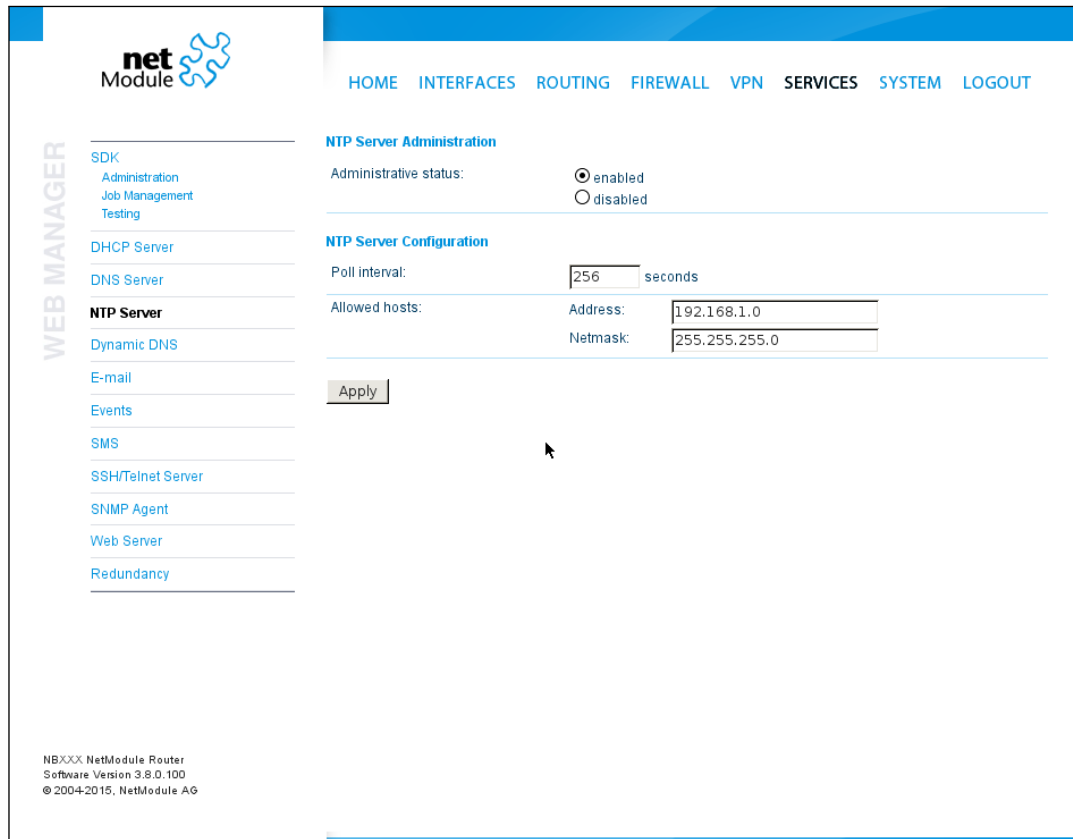 net
Module
HOME INTERFACES ROUTING FIREWALL VPN SERVICES SYSTEM LOGOUT
WEB MANAGER
SDK
Administration
Job Management
Testing
DHCP Server
DNS Server
NTP Server
Dynamic DNS
E-mail
Events
SMS
SSH/Telnet Server
SNMP Agent
Web Server
Redundancy
NTP Server Administration
Administrative status: enabled
disabled
NTP Server Configuration
Poll interval: 256 seconds
Allowed hosts: Address: 192.168.1.0
Netmask: 255.255.255.0
Apply
NBXXX NetModule Router
Software Version 3.8.0.100
© 2004-2015, NetModule AG